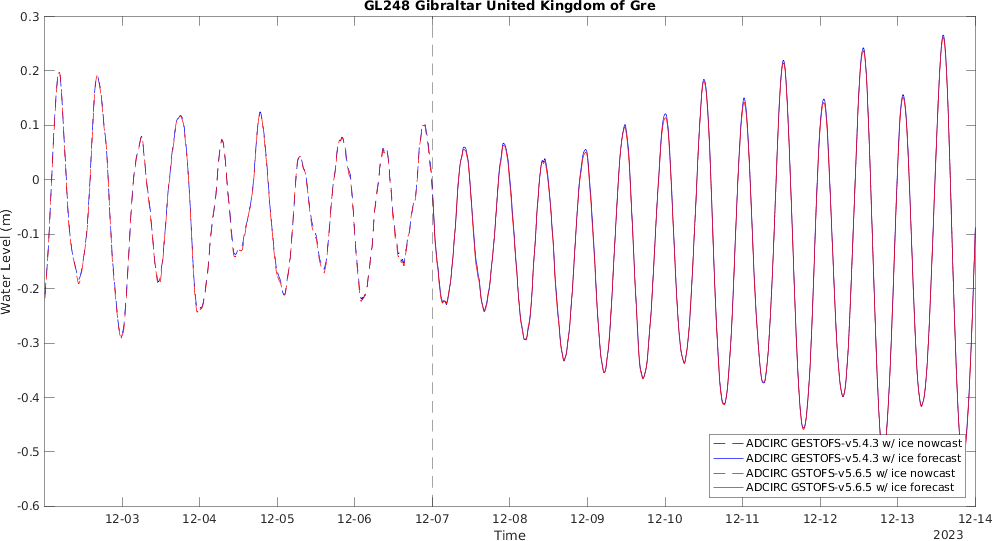 GL248 Gibraltar United Kingdom of Gre
0.3
0.2
0.1
0
-0.1
-0.2
-0.3
-0.4
-0.5
-0.6
Water Level (m)
12-03 12-04 12-05 12-06 12-07 12-08 12-09 12-10 12-11 12-12 12-13 12-14
Time
2023
ADCIRC GESTOFS-v5.4.3 w/ ice nowcast
ADCIRC GESTOFS-v5.4.3 w/ ice forecast
ADCIRC GSTOFS-v5.6.5 w/ ice nowcast
ADCIRC GSTOFS-v5.6.5 w/ ice forecast